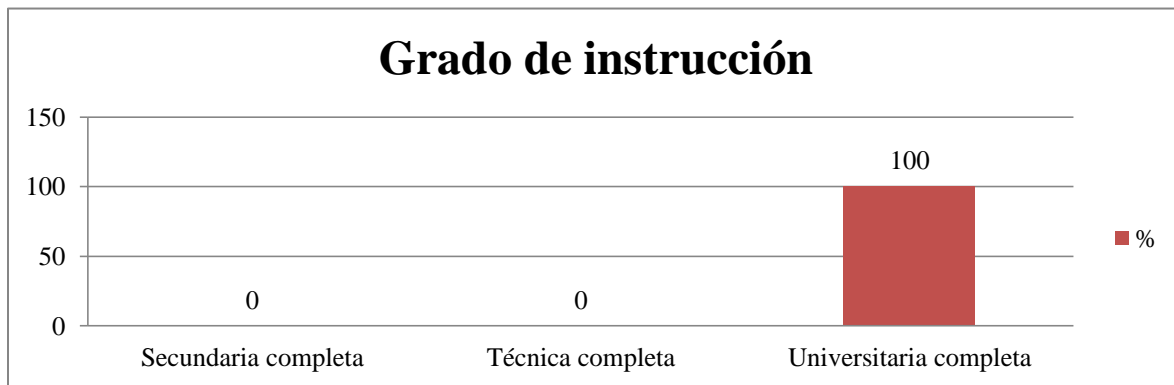 Grado de instrucción
150
100
50
0
0
0
100
Secundaria completa
Técnica completa
Universitaria completa
%